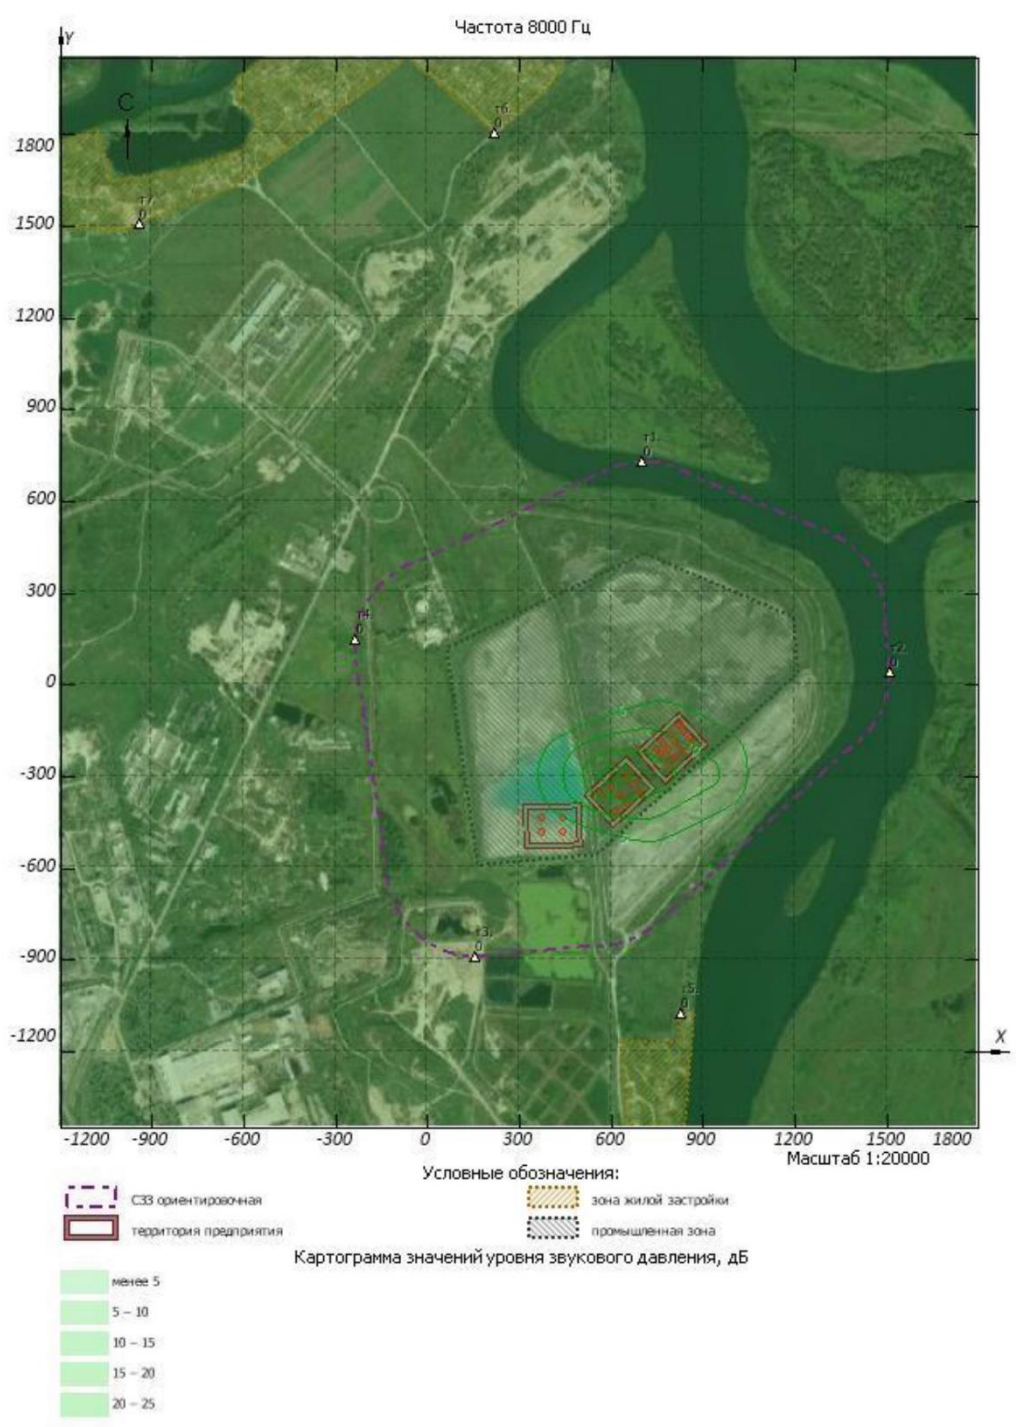 Частота 8000 Гц
Y
С
т6.
0
1800
т7.
0
1500
1200
900
т1.
0
600
300
т4.
0
т2.
0
0
-300
-600
т3.
0
-900
т5.
0
-1200
X
-1200 -900 -600 -300 0 300 600 900 1200 1500 1800
Масштаб 1:20000
Условные обозначения:
СЗЗ ориентировочная
зона жилой застройки
территория предприятия
промышленная зона
Картограмма значений уровня звукового давления, дБ
менее 5
5 – 10
10 – 15
15 – 20
20 – 25